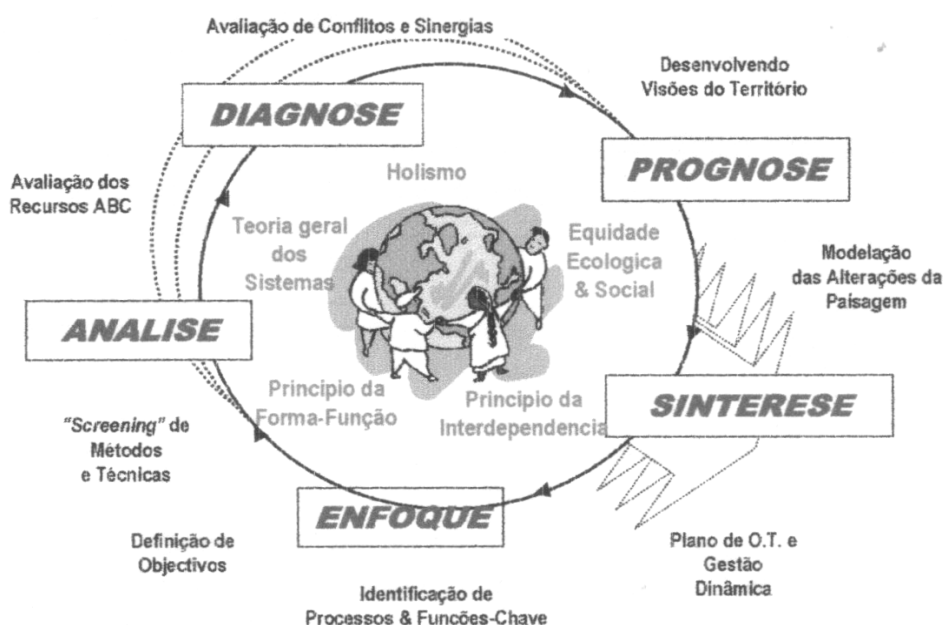 Avaliação de Conflitos e Sinergias
Desenvolvendo
Visões do Território
DIAGNOSE
PROGNOSE
Holismo
Avaliação dos
Recursos ABC
Teoria geral
dos
Sistemas
Equidade
Ecologica
& Social
Modelação
das Alterações da
Paisagem
ANALISE
SINTERESE
Principio da
Forma-Função
Principio da
Interdependencia
"Screening" de
Métodos
e Técnicas
ENFOQUE
Definição de
Objectivos
Plano de O.T. e
Gestão
Dinâmica
Identificação de
Processos & Funções-Chave